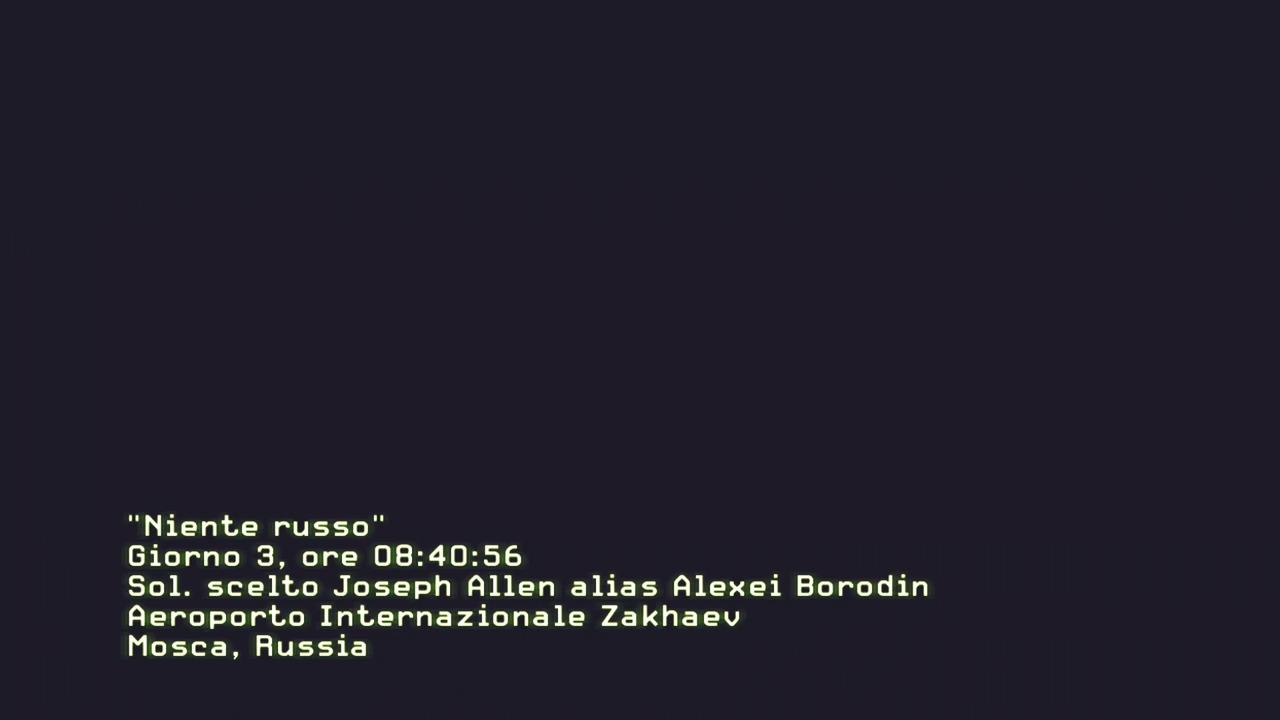 "Niente russo"
Giorno 3, ore 08:40:56
Sol. scelto Joseph Allen alias Alexei Borodin
Aeroporto Internazionale Zakhaev
Mosca, Russia